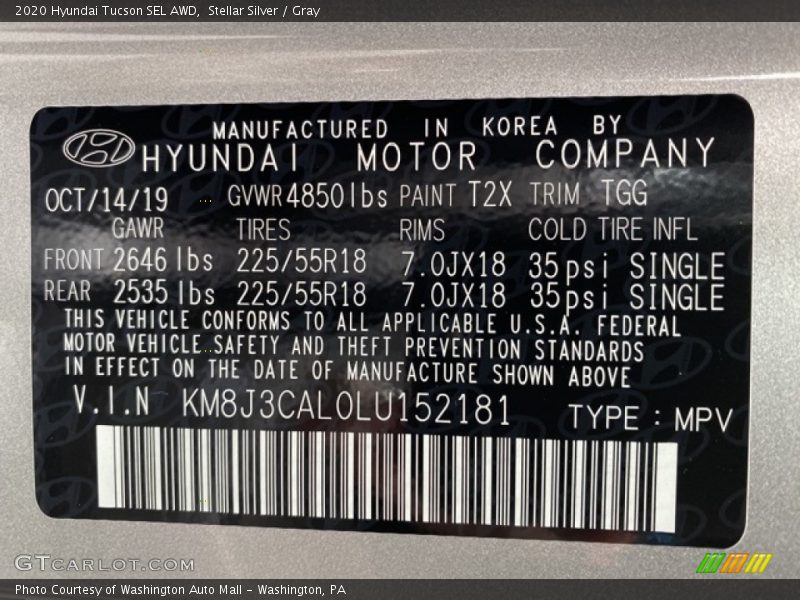 2020 Hyundai Tucson SEL AWD,  Stellar Silver / Gray
MANUFACTURED IN KOREA BY
HYUNDAI MOTOR COMPANY
OCT/14/19 GVWR 4850lbs PAINT T2X TRIM TGG
GAWR TIRES RIMS COLD TIRE INFL
FRONT 2646 lbs 225/55R18 7.0JX18 35psi SINGLE
REAR 2535 lbs 225/55R18 7.0JX18 35psi SINGLE
THIS VEHICLE CONFORMS TO ALL APPLICABLE U.S.A. FEDERAL
MOTOR VEHICLE SAFETY AND THEFT PREVENTION STANDARDS
IN EFFECT ON THE DATE OF MANUFACTURE SHOWN ABOVE
V.I.N KM8J3CAL0LU152181 TYPE : MPV
GTCARLOT.COM
Photo Courtesy of Washington Auto Mall – Washington, PA